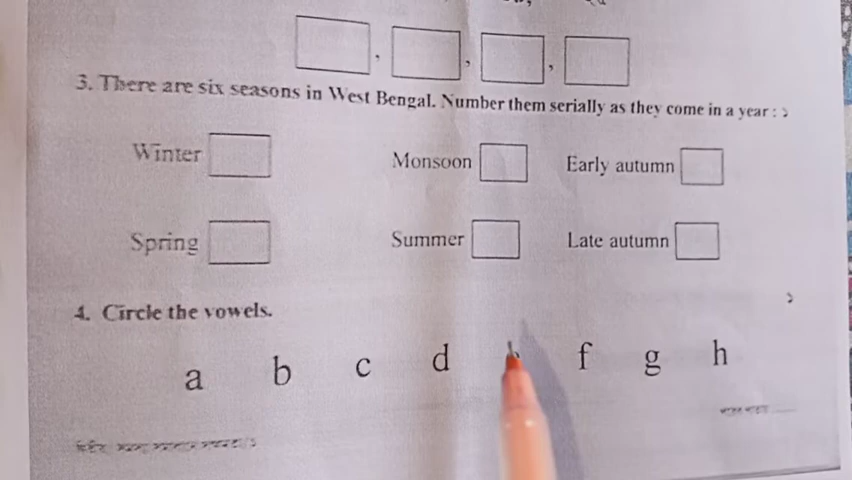 3. There are six seasons in West Bengal. Number them serially as they come in a year :
Winter Monsoon Early autumn
Spring Summer Late autumn
4. Circle the vowels.
a b c d f g h